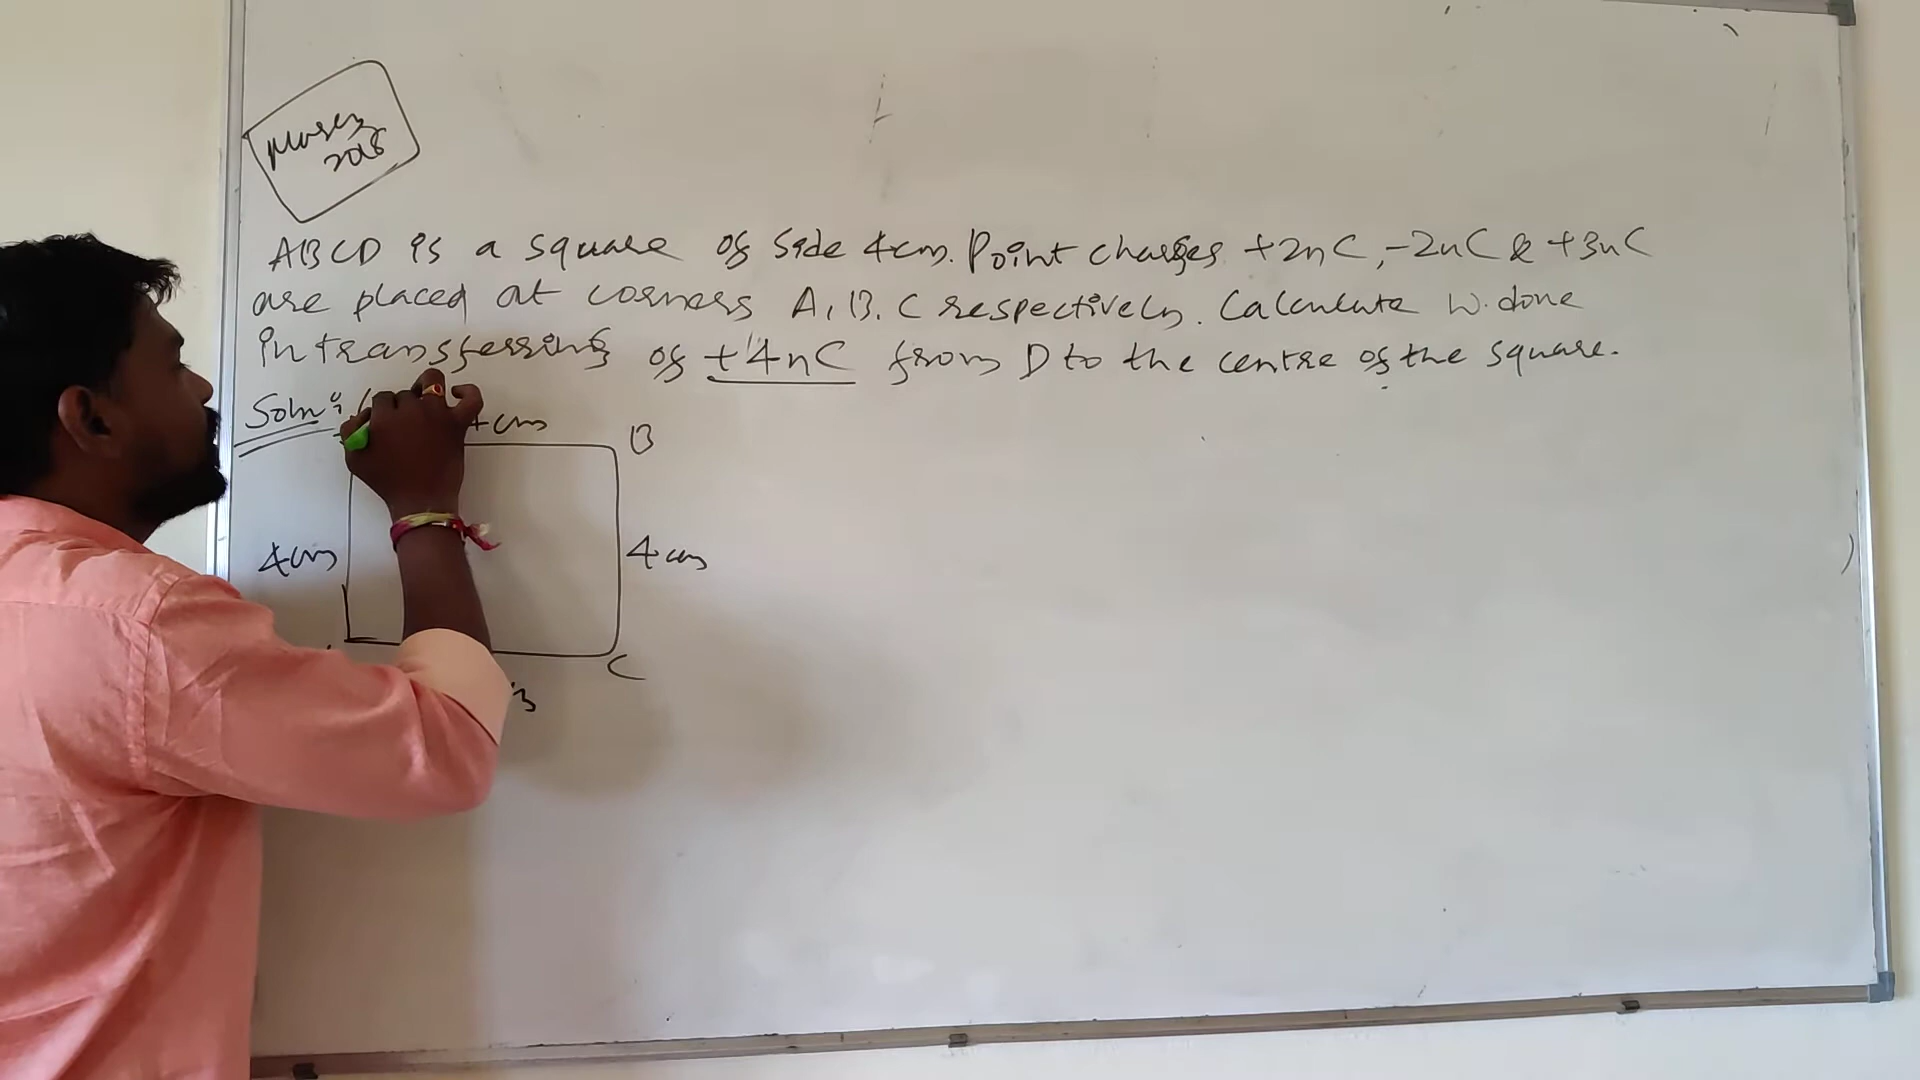 March
2018
ABCD is a square of side 4cm. Point charges +2nC, -2nC & +3nC
are placed at corners A, B, C respectively. Calculate W. done
in transferring of +4nC from D to the centre of the square.
Soln:
4cm B
4cm 4cm
C